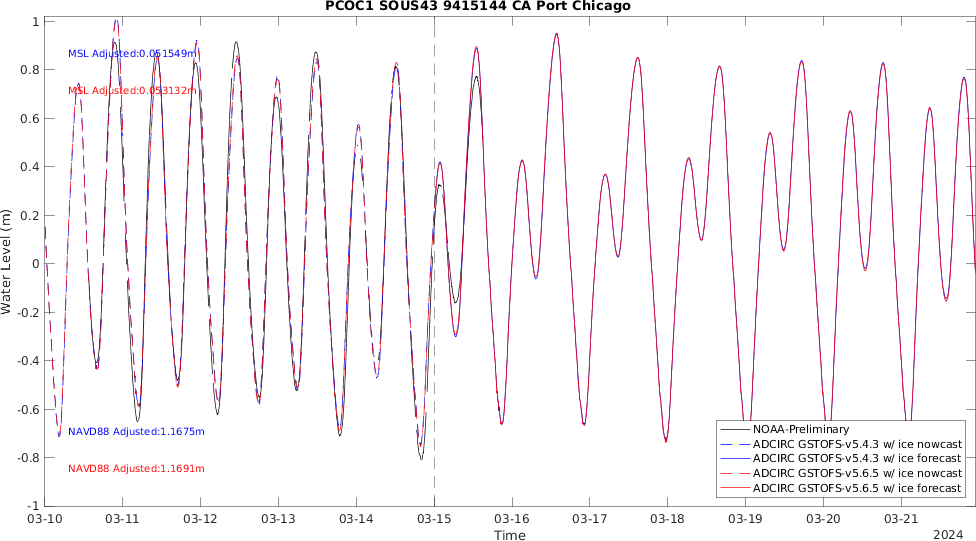 PCOC1 SOUS43 9415144 CA Port Chicago
Water Level (m)
1
0.8
0.6
0.4
0.2
0
-0.2
-0.4
-0.6
-0.8
-1
MSL Adjusted:0.051549m
MSL Adjusted:0.053132m
NAVD88 Adjusted:1.1675m
NAVD88 Adjusted:1.1691m
NOAA-Preliminary
ADCIRC GSTOFS-v5.4.3 w/ ice nowcast
ADCIRC GSTOFS-v5.4.3 w/ ice forecast
ADCIRC GSTOFS-v5.6.5 w/ ice nowcast
ADCIRC GSTOFS-v5.6.5 w/ ice forecast
03-10 03-11 03-12 03-13 03-14 03-15 03-16 03-17 03-18 03-19 03-20 03-21
Time
2024